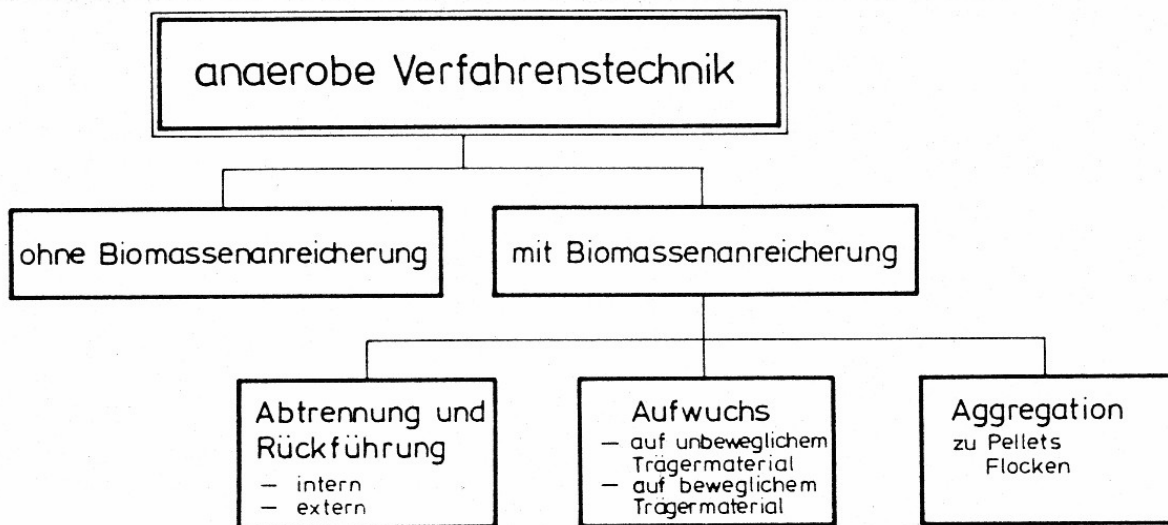 anaerobe Verfahrenstechnik
ohne Biomassenanreicherung
mit Biomassenanreicherung
Abtrennung und
Rückführung
— intern
— extern
Aufwuchs
— auf unbeweglichem
Trägermaterial
— auf beweglichem
Trägermaterial
Aggregation
zu Pellets
Flocken